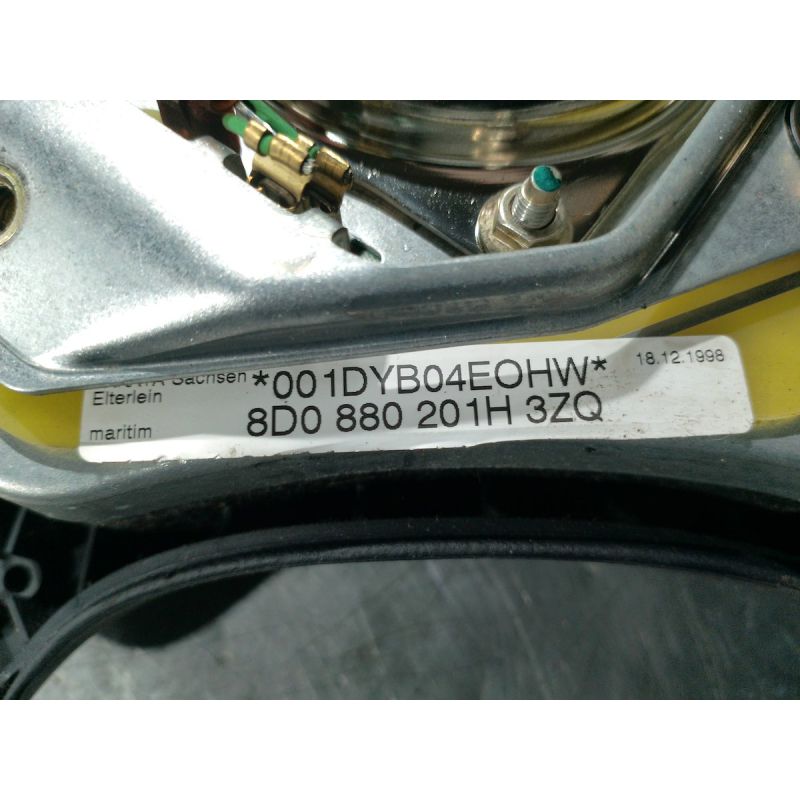 Sachsen *001DYB04EOHW* 18.12.1998
Elterlein
maritim 8D0 880 201H 3ZQ